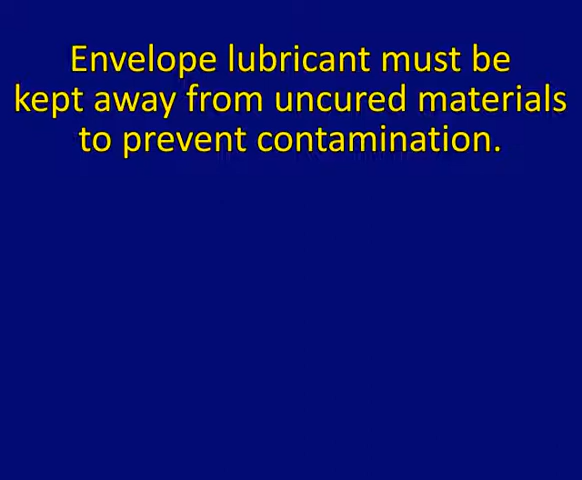 Envelope lubricant must be
kept away from uncured materials
to prevent contamination.